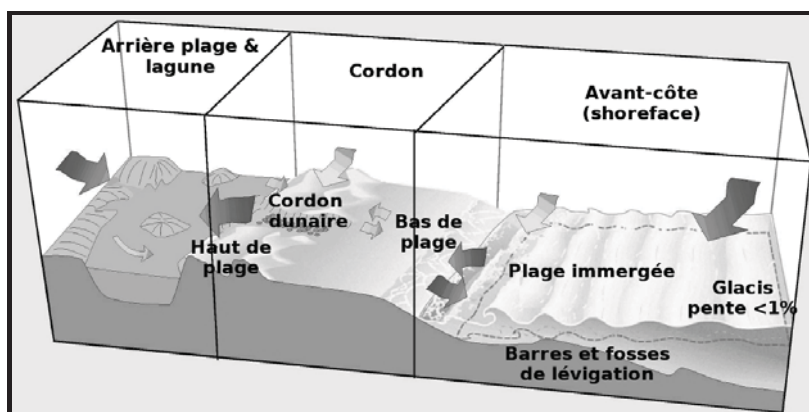 Arrière plage &
lagune
Cordon
Avant-côte
(shoreface)
Cordon
dunaire
Haut de
plage
Bas de
plage
Plage immergée
Glacis
pente <1%
Barres et fosses
de lévigation